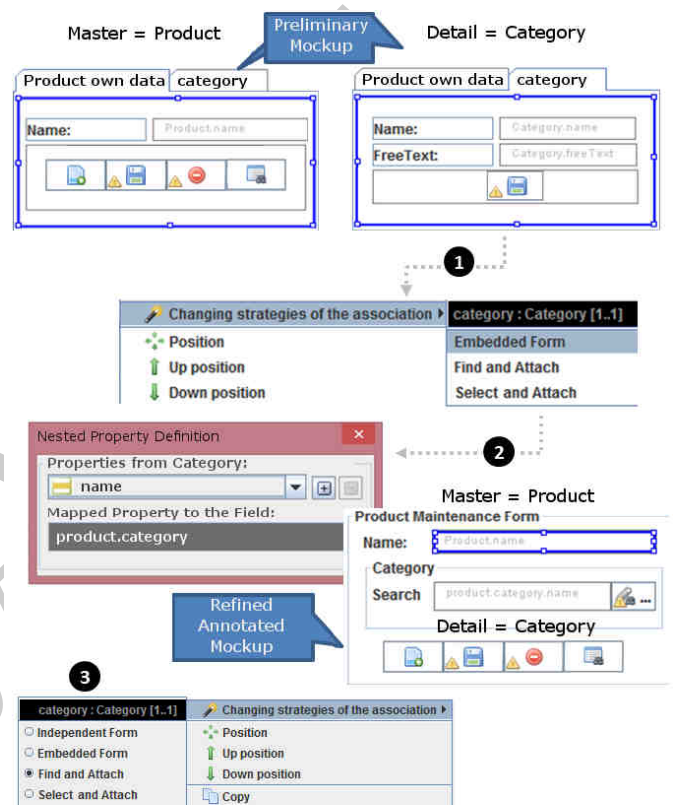 Master = Product
Preliminary
Mockup
Detail = Category
Product own data category
Name: Product.name
Product own data category
Name: Category.name
FreeText: Category.freeText
1
Changing strategies of the association
category : Category [1..1]
Position
Embedded Form
Up position
Find and Attach
Down position
Select and Attach
2
Nested Property Definition
Properties from Category:
name
Mapped Property to the Field:
product.category
Master = Product
Product Maintenance Form
Name: Product.name
Category
Search product.category.name ...
Detail = Category
Refined
Annotated
Mockup
3
category : Category [1..1]
Changing strategies of the association
Independent Form
Position
Embedded Form
Up position
Find and Attach
Down position
Select and Attach
Copy